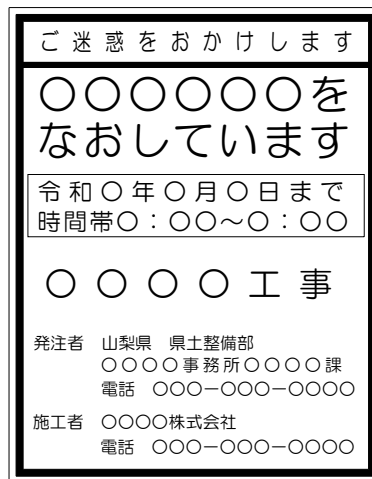 ご迷惑をおかけします
〇〇〇〇〇〇を
なおしています
令和〇年〇月〇日まで
時間帯〇：〇〇～〇：〇〇
〇〇〇〇工事
発注者　山梨県　県土整備部
〇〇〇〇事務所〇〇〇〇課
電話　〇〇〇－〇〇〇－〇〇〇〇
施工者　〇〇〇〇株式会社
電話　〇〇〇－〇〇〇－〇〇〇〇